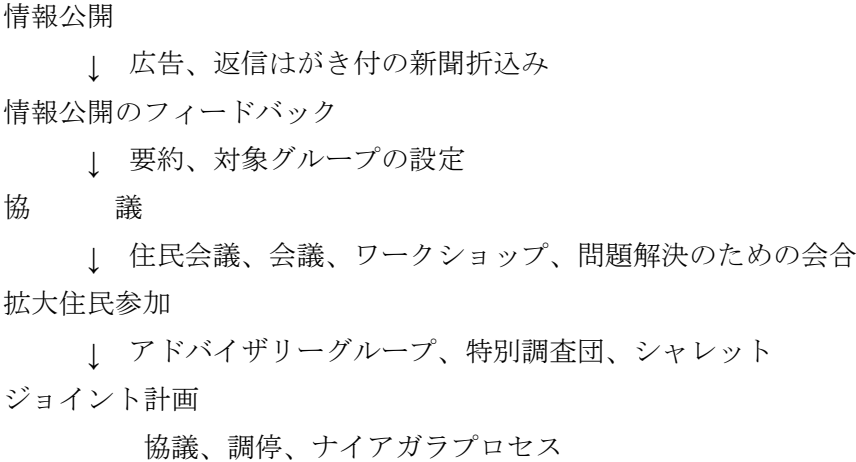 情報公開
↓ 広告、返信はがき付の新聞折込み
情報公開のフィードバック
↓ 要約、対象グループの設定
協　　　議
↓ 住民会議、会議、ワークショップ、問題解決のための会合
拡大住民参加
↓ アドバイザリーグループ、特別調査団、シャレット
ジョイント計画
協議、調停、ナイアガラプロセス